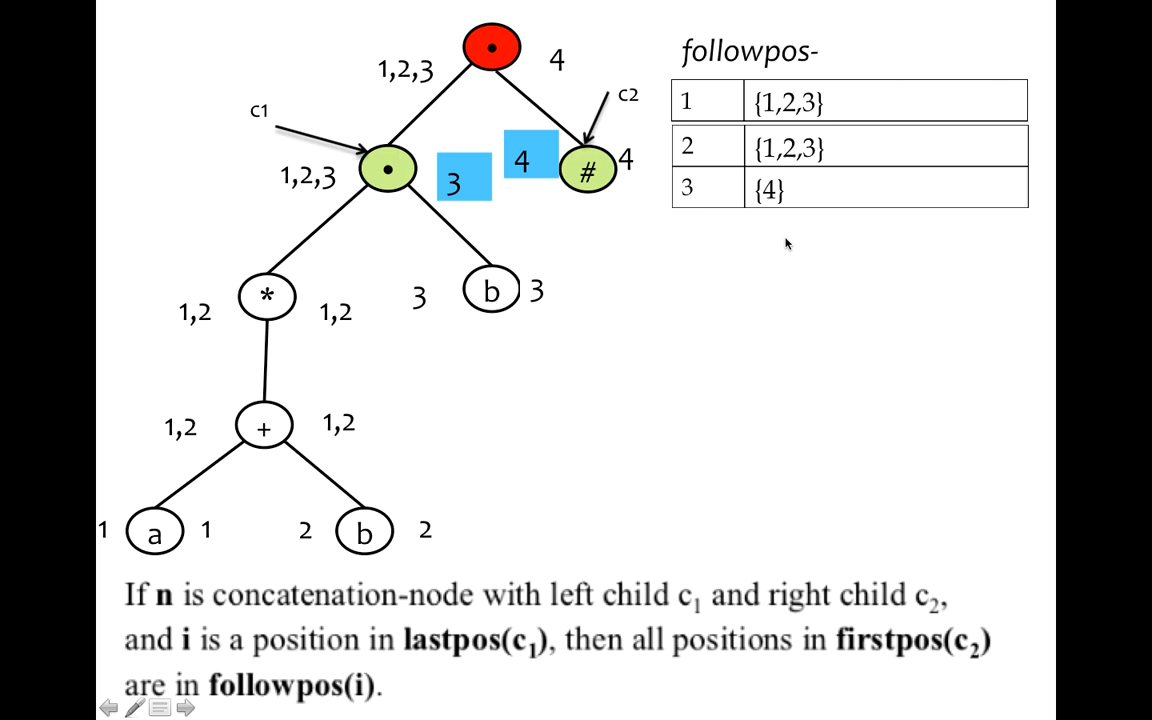 •
4
followpos-
1,2,3
c1
c2
1 {1,2,3}
2 {1,2,3}
3 {4}
1,2,3
•
3
4
#
4
1,2
*
1,2
3
b
3
1,2
+
1,2
1
a
1
2
b
2
If n is concatenation-node with left child c₁ and right child c₂,
and i is a position in lastpos(c₁), then all positions in firstpos(c₂)
are in followpos(i).